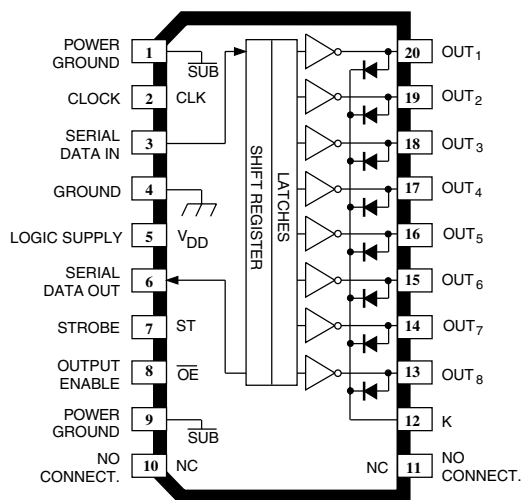 POWER
GROUND
1
SUB
20
OUT1
CLOCK
2
CLK
19
OUT2
SERIAL
DATA IN
3
18
OUT3
GROUND
4
17
OUT4
LOGIC SUPPLY
5
VDD
16
OUT5
SERIAL
DATA OUT
6
15
OUT6
STROBE
7
ST
14
OUT7
OUTPUT
ENABLE
8
OE
13
OUT8
POWER
GROUND
9
SUB
12
K
NO
CONNECT.
10
NC
NC
11
NO
CONNECT.
SHIFT REGISTER
LATCHES